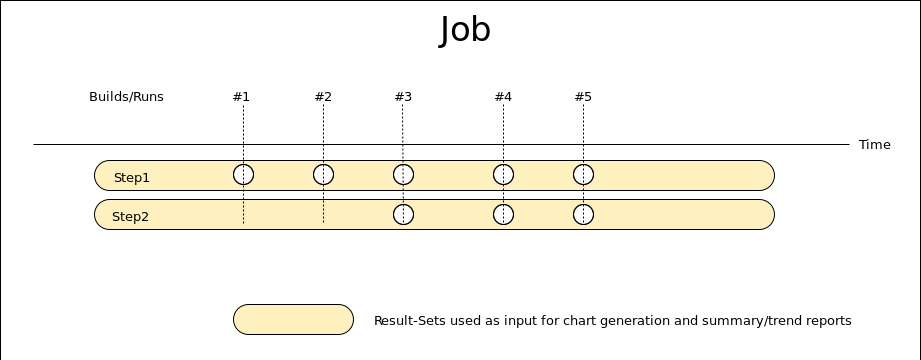 Job
Builds/Runs #1 #2 #3 #4 #5
Time
Step1
Step2
Result-Sets used as input for chart generation and summary/trend reports